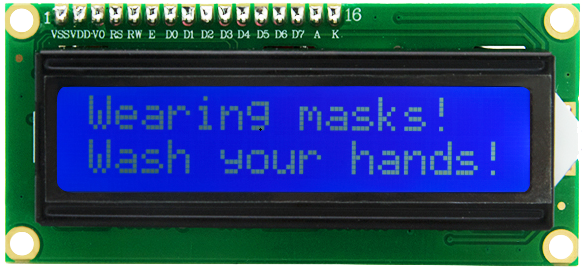 1 16
VSS VDD V0 RS RW E D0 D1 D2 D3 D4 D5 D6 D7 A K
Wearing masks!
Wash your hands!